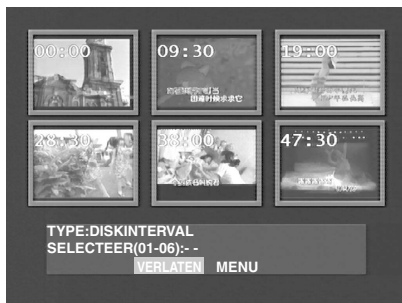 00:00 09:30 19:00
28:30 38:00 47:30
TYPE:DISKINTERVAL
SELECTEER(01-06):- -
VERLATEN MENU